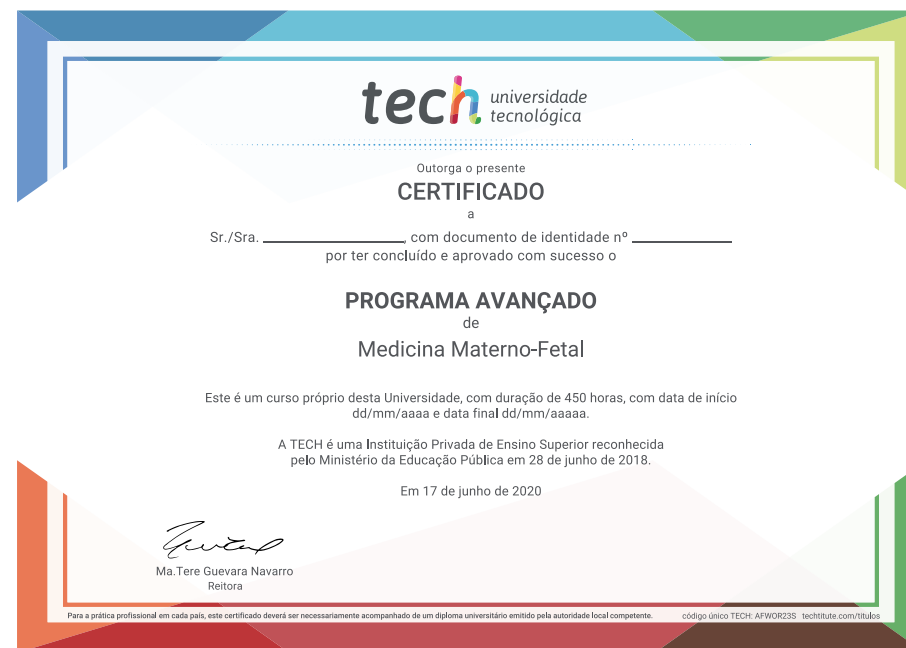 tech universidade
tecnológica
Outorga o presente
CERTIFICADO
a
Sr./Sra. ____________, com documento de identidade nº ____________
por ter concluído e aprovado com sucesso o
PROGRAMA AVANÇADO
de
Medicina Materno-Fetal
Este é um curso próprio desta Universidade, com duração de 450 horas, com data de início
dd/mm/aaaa e data final dd/mm/aaaaa.
A TECH é uma Instituição Privada de Ensino Superior reconhecida
pelo Ministério da Educação Pública em 28 de junho de 2018.
Em 17 de junho de 2020
Ma.Tere Guevara Navarro
Reitora
Para a prática profissional em cada país, este certificado deverá ser necessariamente acompanhado de um diploma universitário emitido pela autoridade local competente. código único TECH: AFWOR23S techtitute.com/titulos